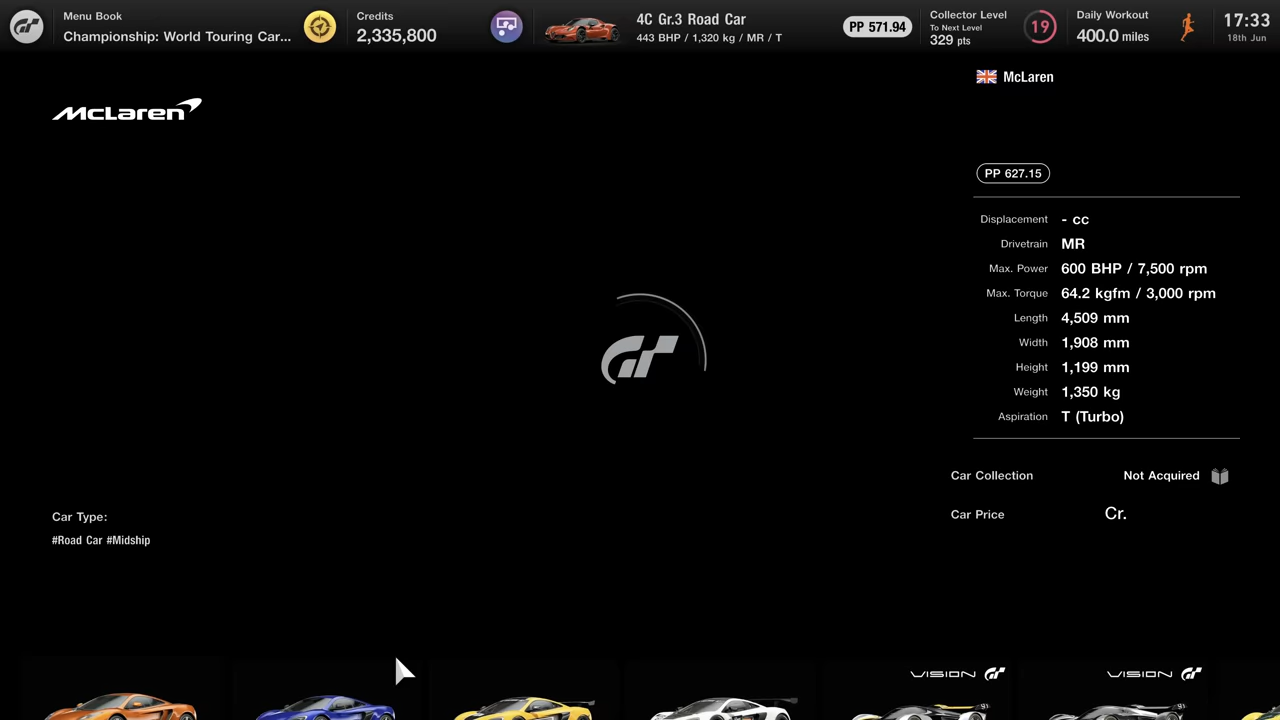 Menu Book
Championship: World Touring Car...
Credits
2,335,800
4C Gr.3 Road Car
443 BHP / 1,320 kg / MR / T
PP 571.94
Collector Level
To Next Level
329 pts
19
Daily Workout
400.0 miles
17:33
18th Jun
McLaren
McLaren
PP 627.15
Displacement - cc
Drivetrain MR
Max. Power 600 BHP / 7,500 rpm
Max. Torque 64.2 kgfm / 3,000 rpm
Length 4,509 mm
Width 1,908 mm
Height 1,199 mm
Weight 1,350 kg
Aspiration T (Turbo)
Car Collection Not Acquired
Car Price Cr.
Car Type:
#Road Car #Midship
VISION GT
VISION GT